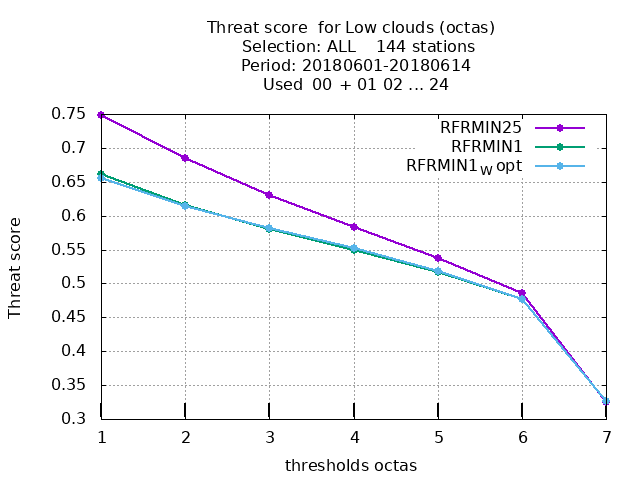 Threat score  for Low clouds (octas)
Selection: ALL    144 stations
Period: 20180601-20180614
Used  00  + 01 02 ... 24
0.75
0.7
0.65
0.6
0.55
0.5
0.45
0.4
0.35
0.3
Threat score
RFRMIN25
RFRMIN1
RFRMIN1W opt
1 2 3 4 5 6 7
thresholds octas